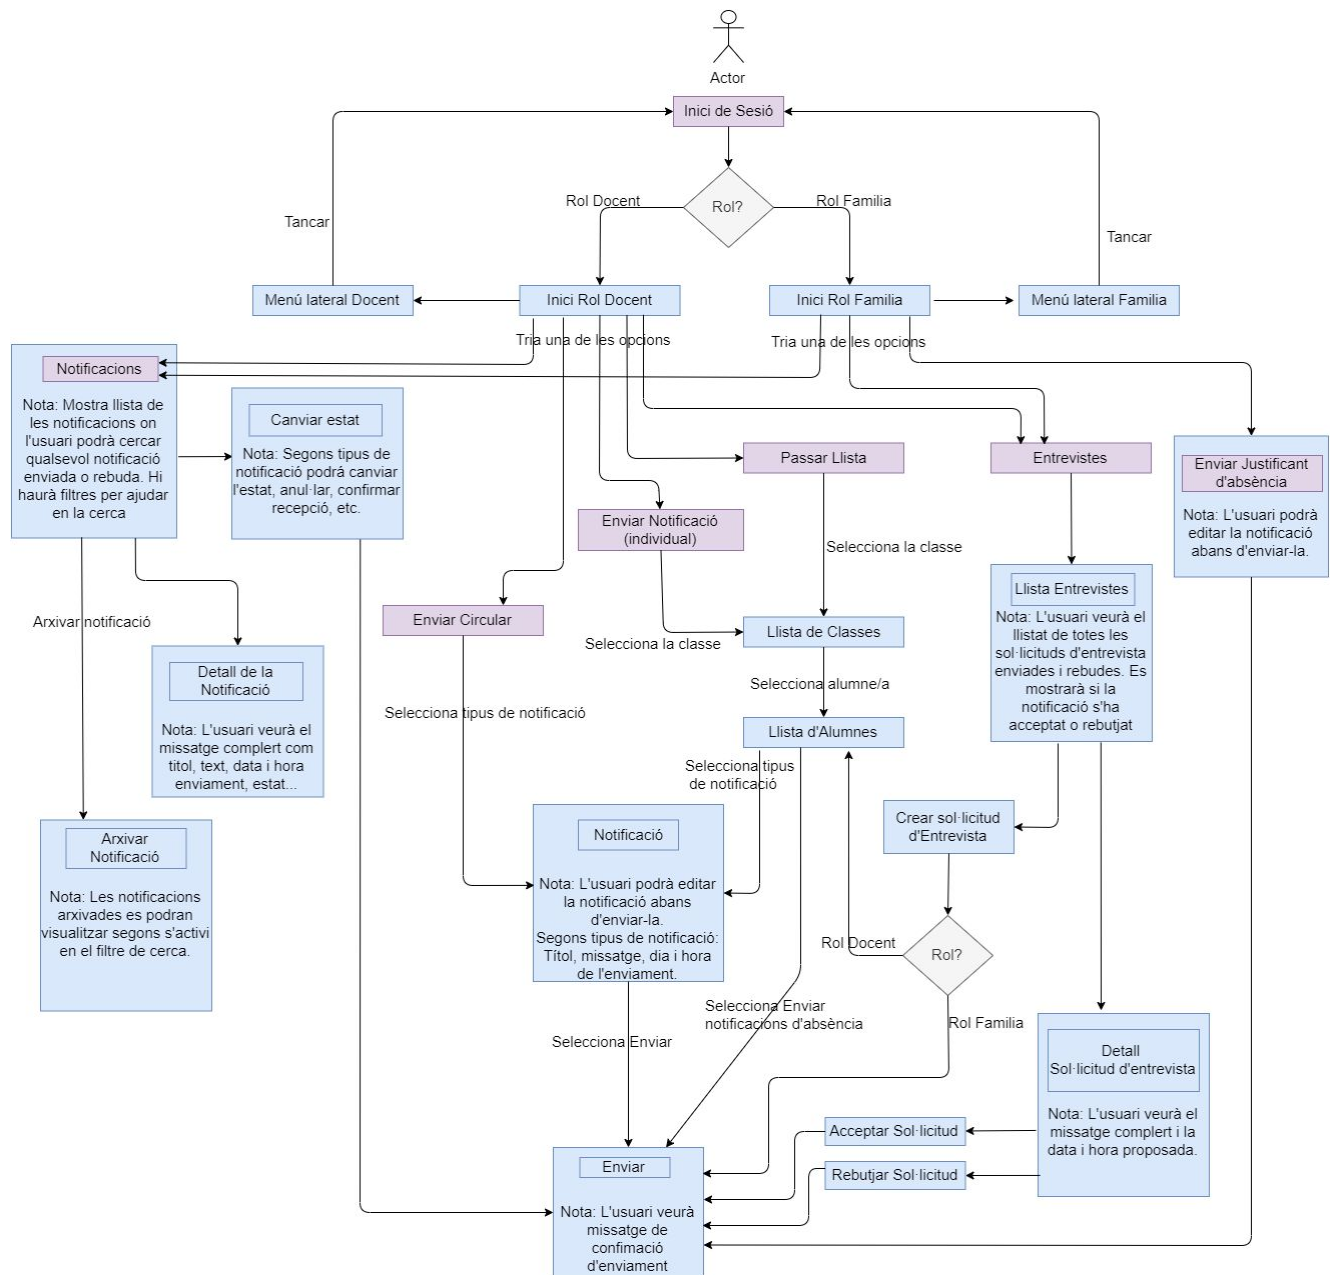 Actor
Inici de Sesió
Rol Docent
Rol?
Rol Familia
Tancar
Tancar
Menú lateral Docent
Inici Rol Docent
Inici Rol Familia
Menú lateral Familia
Tria una de les opcions
Tria una de les opcions
Notificacions
Nota: Mostra llista de
les notificacions on
l'usuari podrà cercar
qualsevol notificació
enviada o rebuda. Hi
haurà filtres per ajudar
en la cerca
Canviar estat
Nota: Segons tipus de
notificació podrá canviar
l'estat, anul·lar, confirmar
recepció, etc.
Passar Llista
Entrevistes
Enviar Justificant
d'absència
Nota: L'usuari podrà
editar la notificació
abans d'enviar-la.
Enviar Notificació
(individual)
Selecciona la classe
Enviar Circular
Llista Entrevistes
Nota: L'usuari veurà el
llistat de totes les
sol·licituds d'entrevista
enviades i rebudes. Es
mostrarà si la
notificació s'ha
acceptat o rebutjat
Arxivar notificació
Llista de Classes
Selecciona la classe
Detall de la
Notificació
Nota: L'usuari veurà el
missatge complert com
titol, text, data i hora
enviament, estat...
Selecciona alumne/a
Selecciona tipus de notificació
Llista d'Alumnes
Selecciona tipus
de notificació
Arxivar
Notificació
Nota: Les notificacions
arxivades es podran
visualitzar segons s'activi
en el filtre de cerca.
Notificació
Nota: L'usuari podrà editar
la notificació abans
d'enviar-la.
Segons tipus de notificació:
Títol, missatge, dia i hora
de l'enviament.
Crear sol·licitud
d'Entrevista
Rol Docent
Rol?
Rol Familia
Selecciona Enviar
notificacions d'absència
Selecciona Enviar
Detall
Sol·licitud d'entrevista
Nota: L'usuari veurà el
missatge complert i la
data i hora proposada.
Acceptar Sol·licitud
Rebutjar Sol·licitud
Enviar
Nota: L'usuari veurà
missatge de
confimació
d'enviament